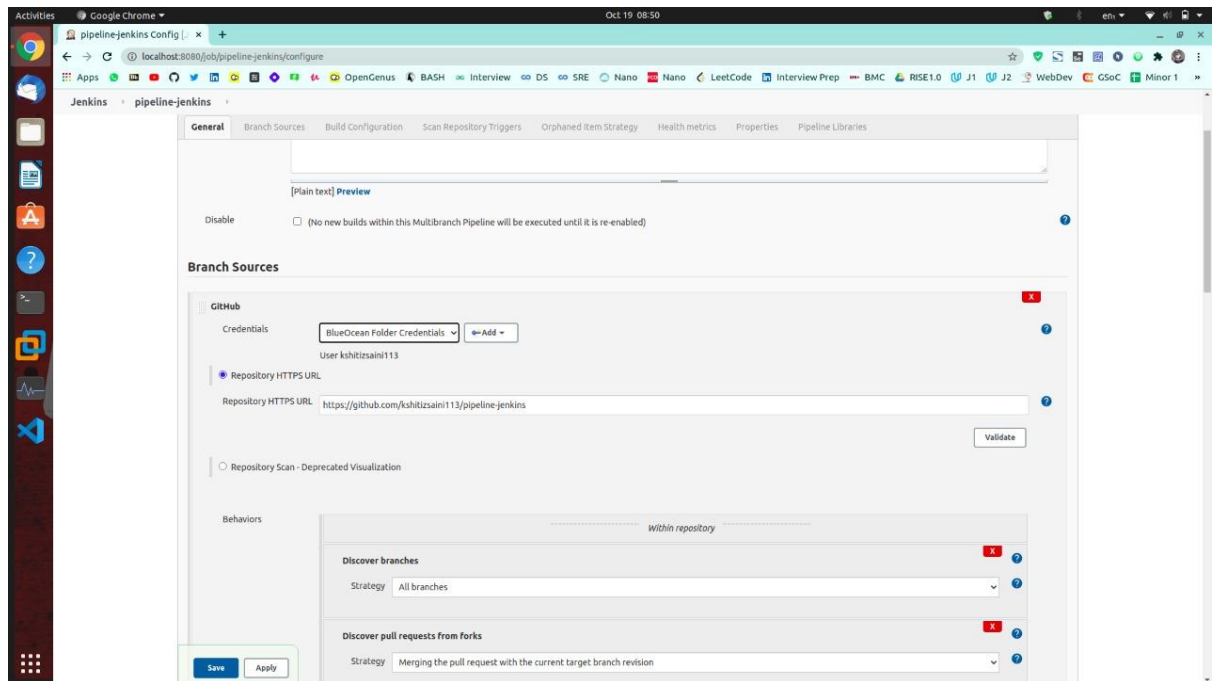 Activities Google Chrome Oct 19 08:50 en₁
pipeline-jenkins Config [
localhost:8080/job/pipeline-jenkins/configure
Apps OpenGenus BASH Interview DS SRE Nano Nano LeetCode Interview Prep BMC RISE1.0 J1 J2 WebDev GSoC Minor 1 »
Jenkins pipeline-jenkins
General Branch Sources Build Configuration Scan Repository Triggers Orphaned Item Strategy Health metrics Properties Pipeline Libraries
[Plain text] Preview
Disable (No new builds within this Multibranch Pipeline will be executed until it is re-enabled)
Branch Sources
X
GitHub
Credentials BlueOcean Folder Credentials Add
User kshitizsaini113
Repository HTTPS URL
Repository HTTPS URL https://github.com/kshitizsaini113/pipeline-jenkins
Validate
Repository Scan - Deprecated Visualization
Behaviors Within repository
X
Discover branches
Strategy All branches
X
Discover pull requests from forks
Strategy Merging the pull request with the current target branch revision
Save Apply